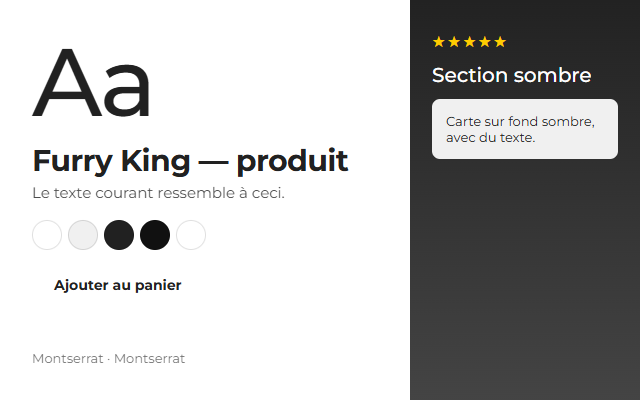 Aa
Furry King — produit
Le texte courant ressemble à ceci.
Ajouter au panier
Montserrat · Montserrat
★★★★★
Section sombre
Carte sur fond sombre,
avec du texte.